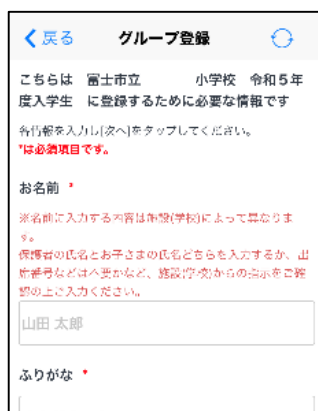 戻る グループ登録
こちらは 富士市立 小学校 令和5年
度入学生 に登録するために必要な情報です
各情報を入力し[次へ]をタップしてください。
*は必須項目です。
お名前 *
※名前に入力する内容は施設(学校)によって異なりま
す。
保護者の氏名とお子さまの氏名どちらを入力するか、出
席番号などは必要かなど、施設(学校)からの指示をご確
認の上ご入力ください。
山田 太郎
ふりがな *